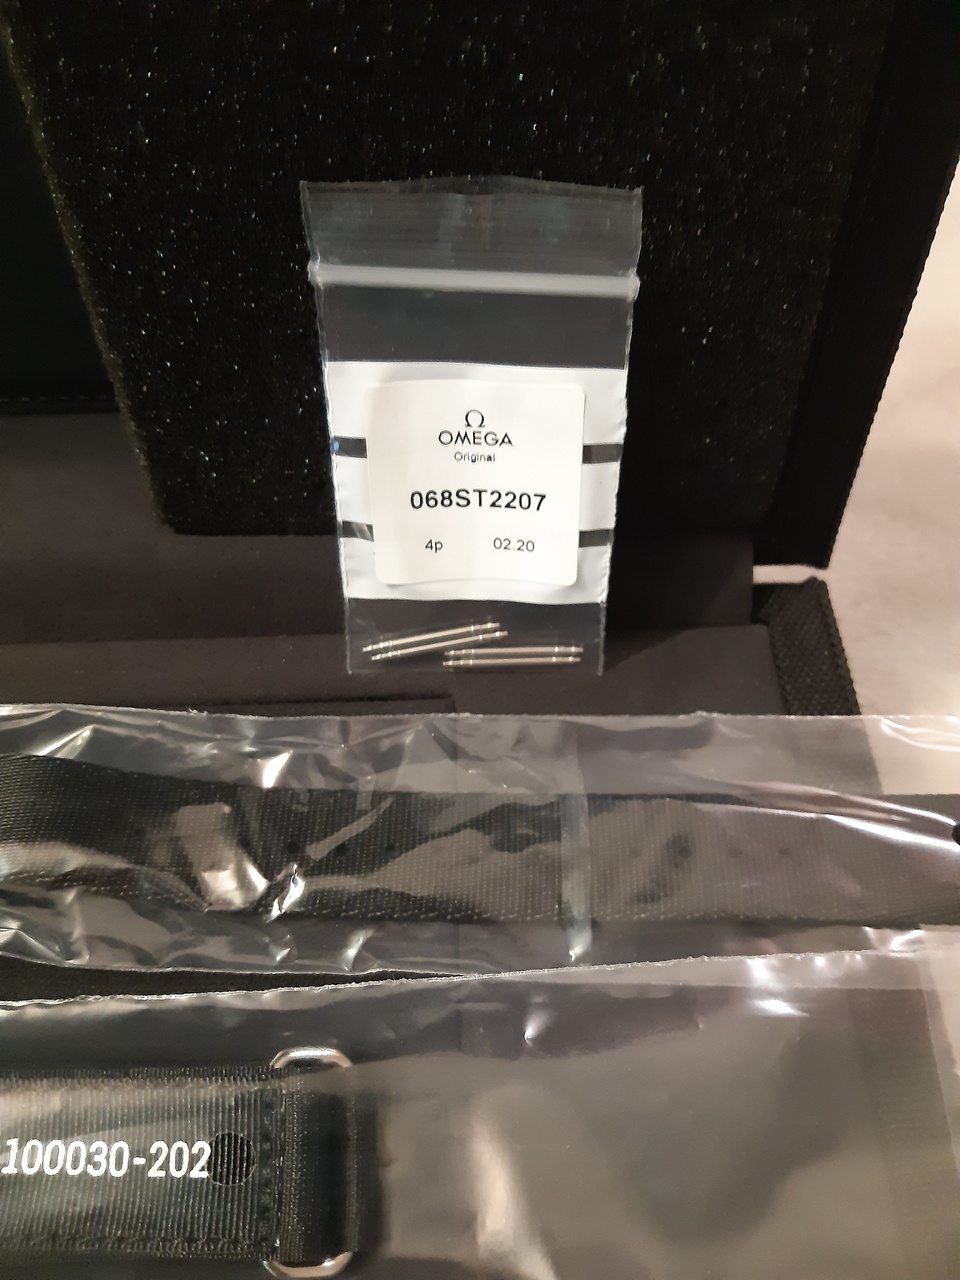 Ω
OMEGA
Original
068ST2207
4p 02.20
100030-202